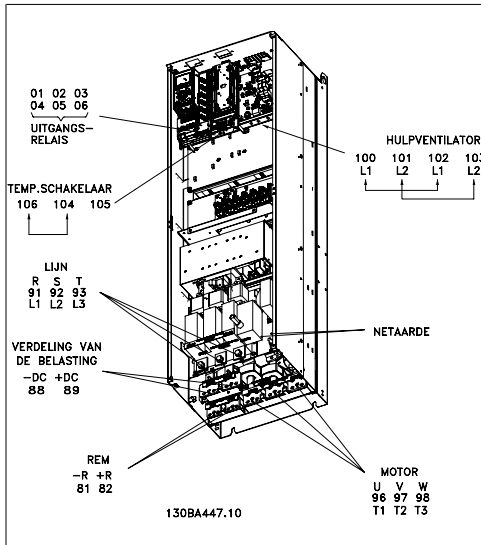 01 02 03
04 05 06
UITGANGS-
RELAIS
HULPVENTILATOR
100 101 102 103
L1 L2 L1 L2
TEMP.SCHAKELAAR
106 104 105
LIJN
R S T
91 92 93
L1 L2 L3
NETAARDE
VERDELING VAN
DE BELASTING
-DC +DC
88 89
REM
-R +R
81 82
MOTOR
U V W
96 97 98
T1 T2 T3
130BA447.10